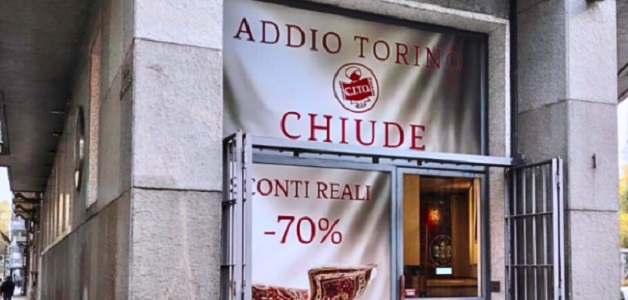 ADDIO TORINO
C.I.T.O.
CHIUDE
CONTI REALI
-70%